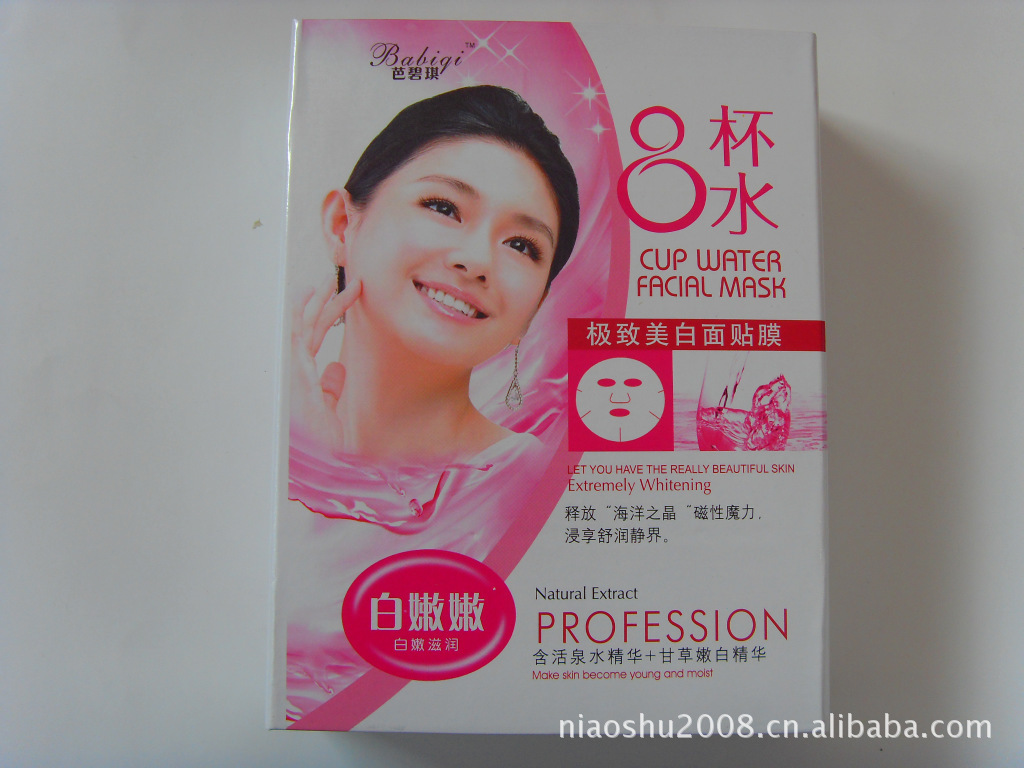 Babiqi™
芭碧琪
8杯水
CUP WATER
FACIAL MASK
极致美白面贴膜
LET YOU HAVE THE REALLY BEAUTIFUL SKIN
Extremely Whitening
释放“海洋之晶“磁性魔力,
浸享舒润静界。
白嫩嫩
白嫩滋润
Natural Extract
PROFESSION
含活泉水精华+甘草嫩白精华
Make skin become young and moist
niaoshu2008.cn.alibaba.com